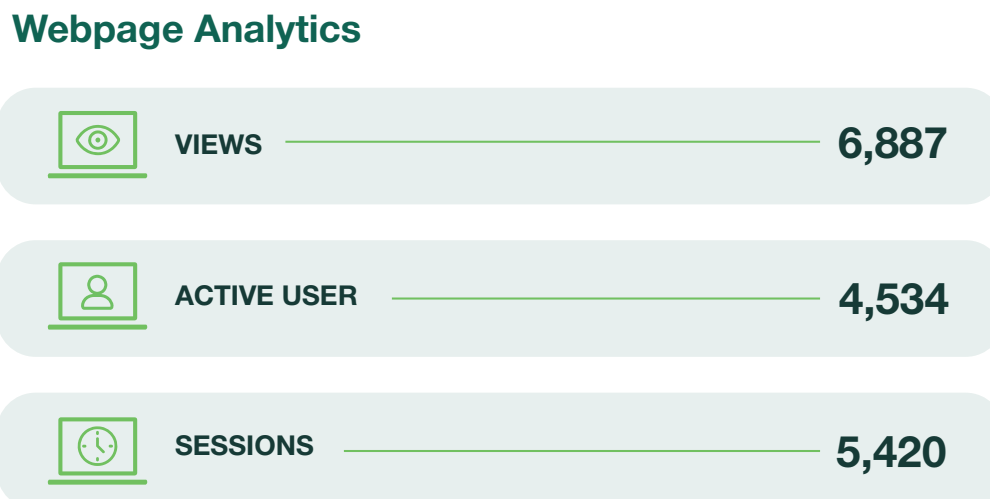 Webpage Analytics
VIEWS 6,887
ACTIVE USER 4,534
SESSIONS 5,420